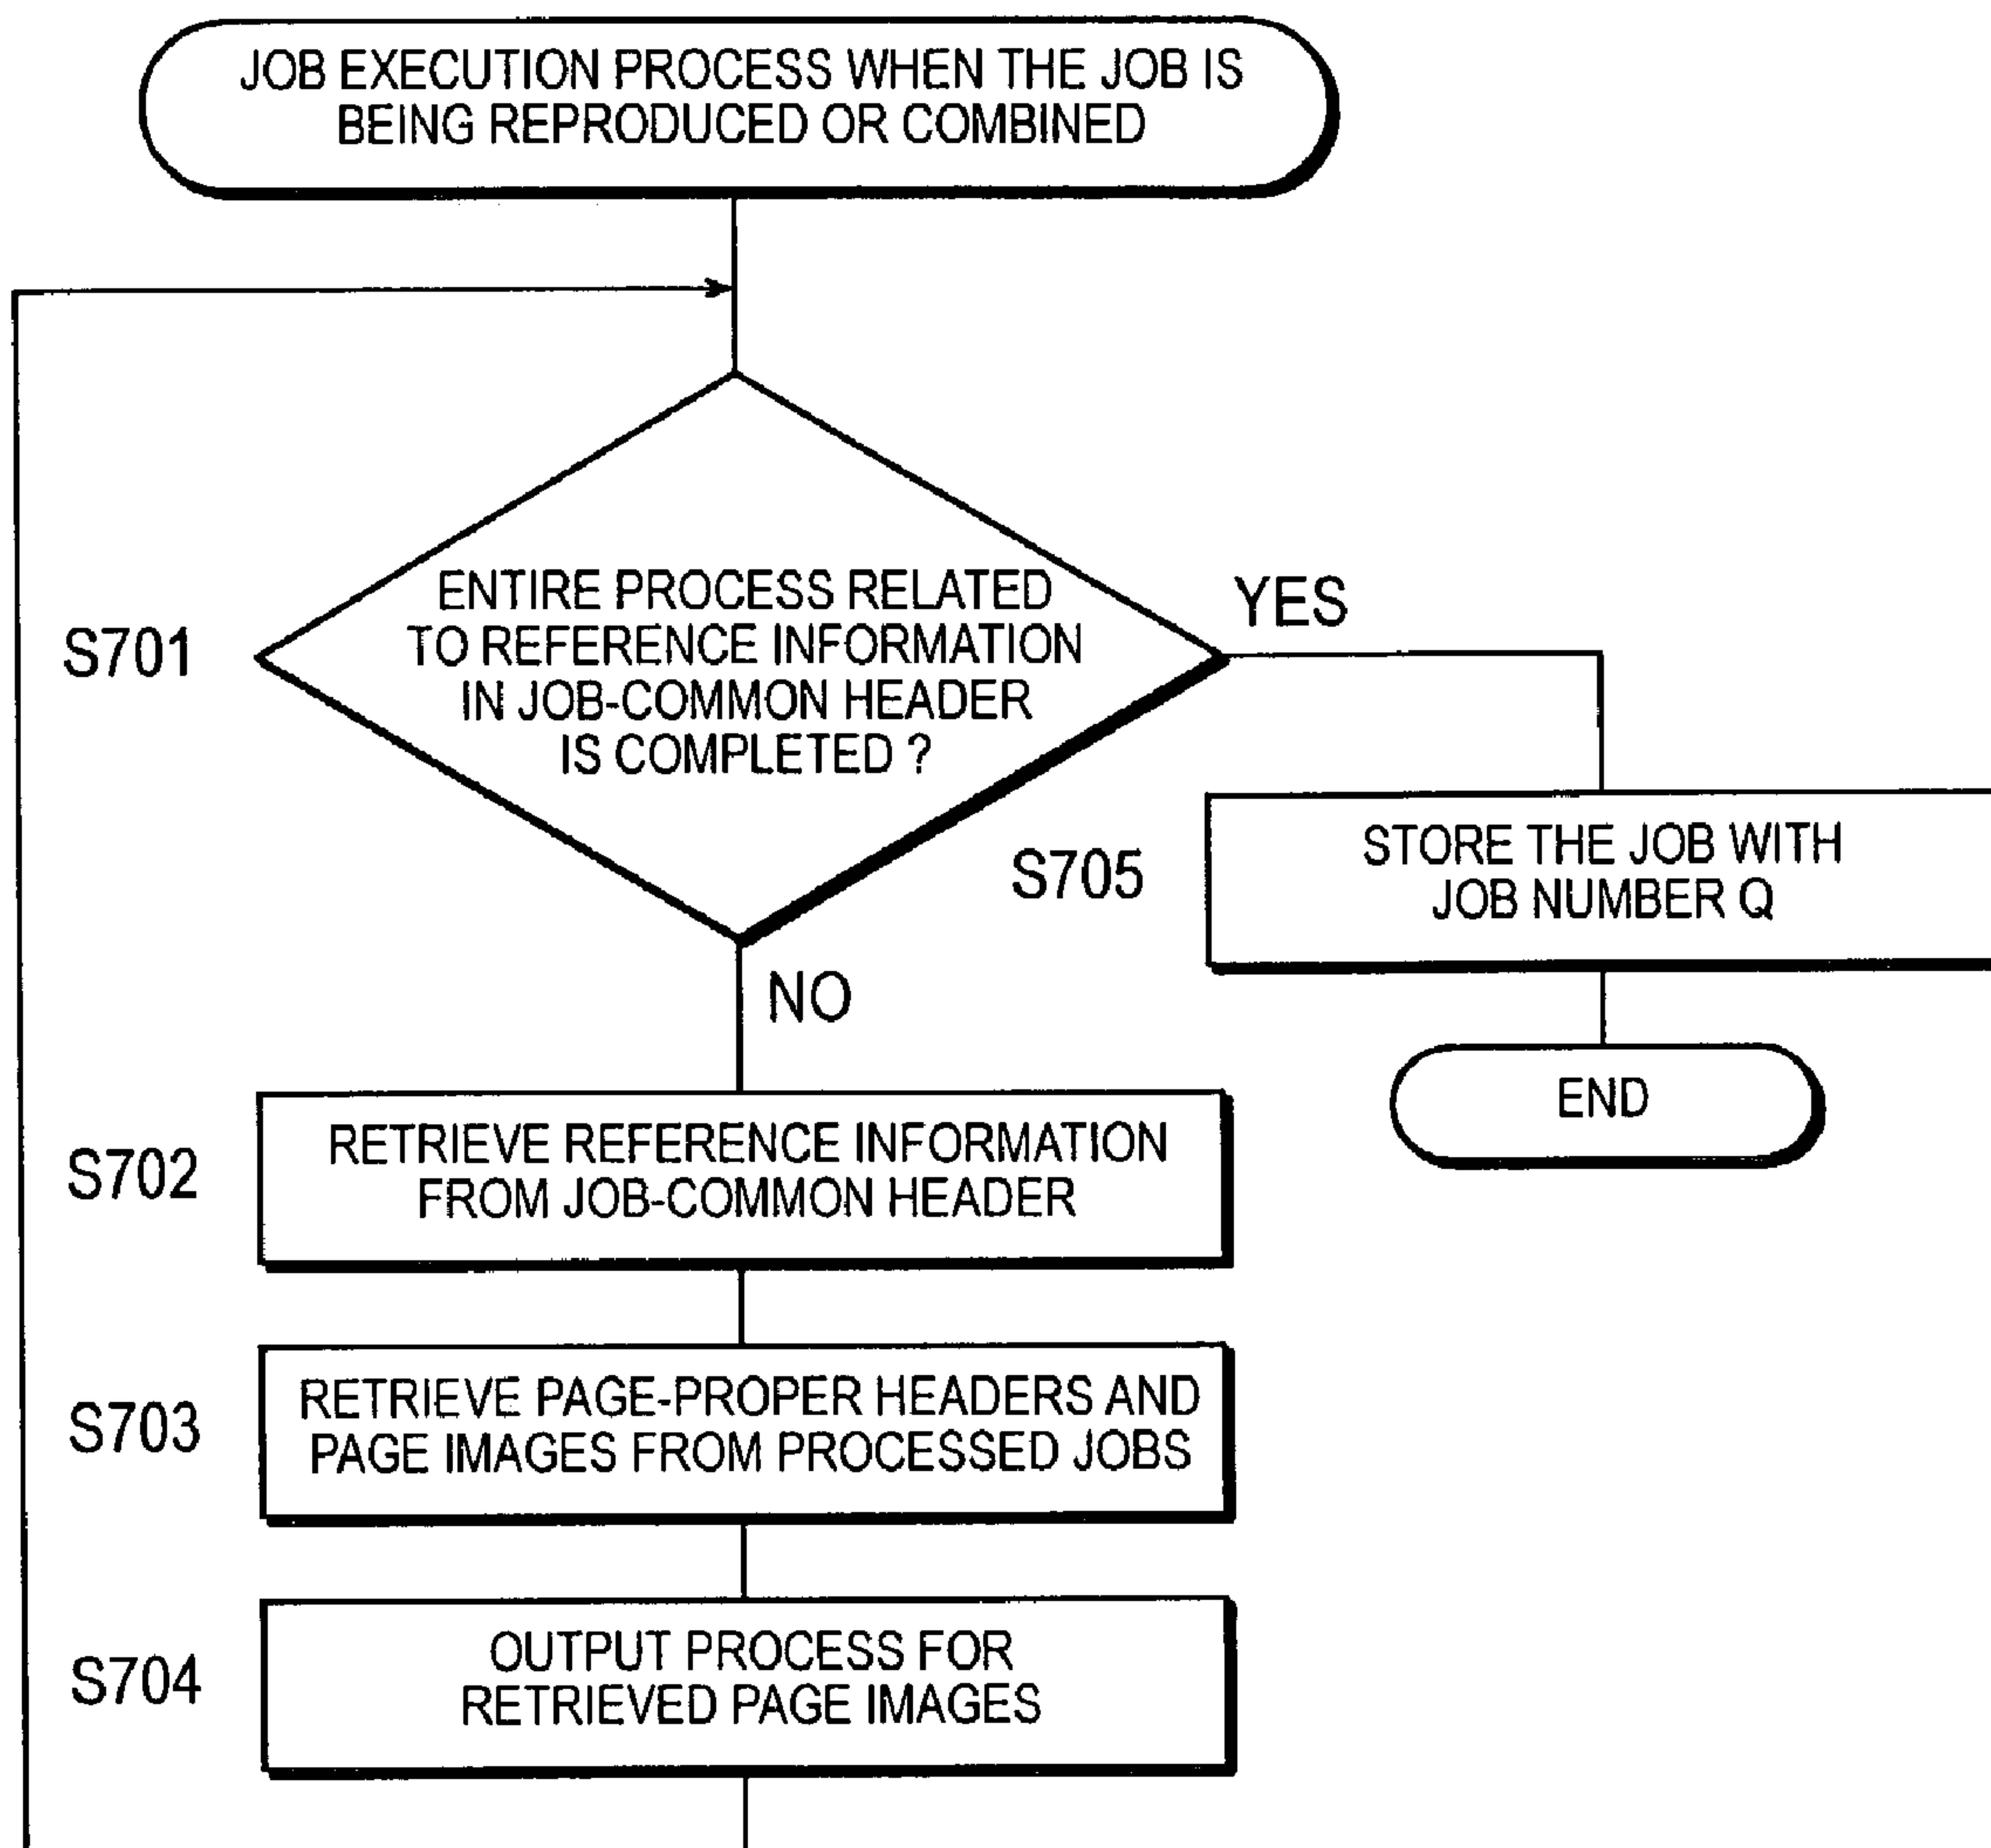 JOB EXECUTION PROCESS WHEN THE JOB IS
BEING REPRODUCED OR COMBINED
S701
ENTIRE PROCESS RELATED
TO REFERENCE INFORMATION
IN JOB-COMMON HEADER
IS COMPLETED ?
YES
NO
S705
STORE THE JOB WITH
JOB NUMBER Q
END
S702
RETRIEVE REFERENCE INFORMATION
FROM JOB-COMMON HEADER
S703
RETRIEVE PAGE-PROPER HEADERS AND
PAGE IMAGES FROM PROCESSED JOBS
S704
OUTPUT PROCESS FOR
RETRIEVED PAGE IMAGES